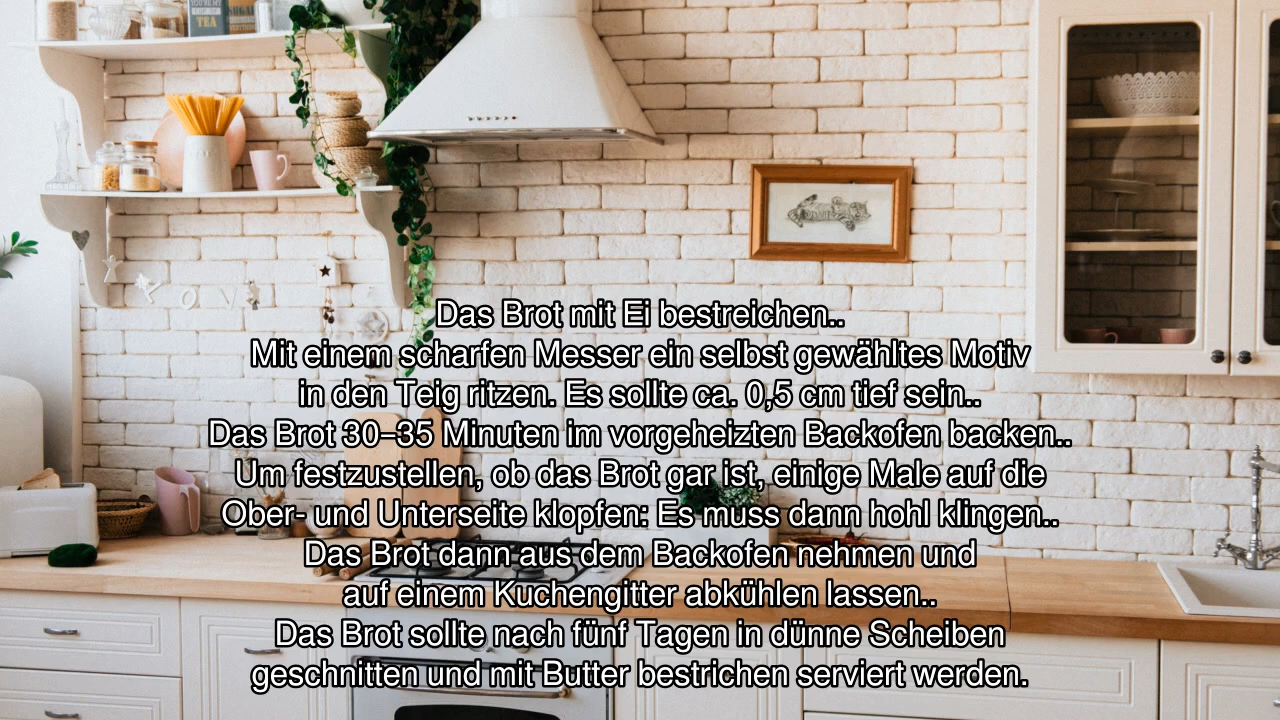 TEA
Das Brot mit Ei bestreichen..
Mit einem scharfen Messer ein selbst gewähltes Motiv
in den Teig ritzen. Es sollte ca. 0,5 cm tief sein..
Das Brot 30–35 Minuten im vorgeheizten Backofen backen..
Um festzustellen, ob das Brot gar ist, einige Male auf die
Ober- und Unterseite klopfen: Es muss dann hohl klingen..
Das Brot dann aus dem Backofen nehmen und
auf einem Kuchengitter abkühlen lassen..
Das Brot sollte nach fünf Tagen in dünne Scheiben
geschnitten und mit Butter bestrichen serviert werden.